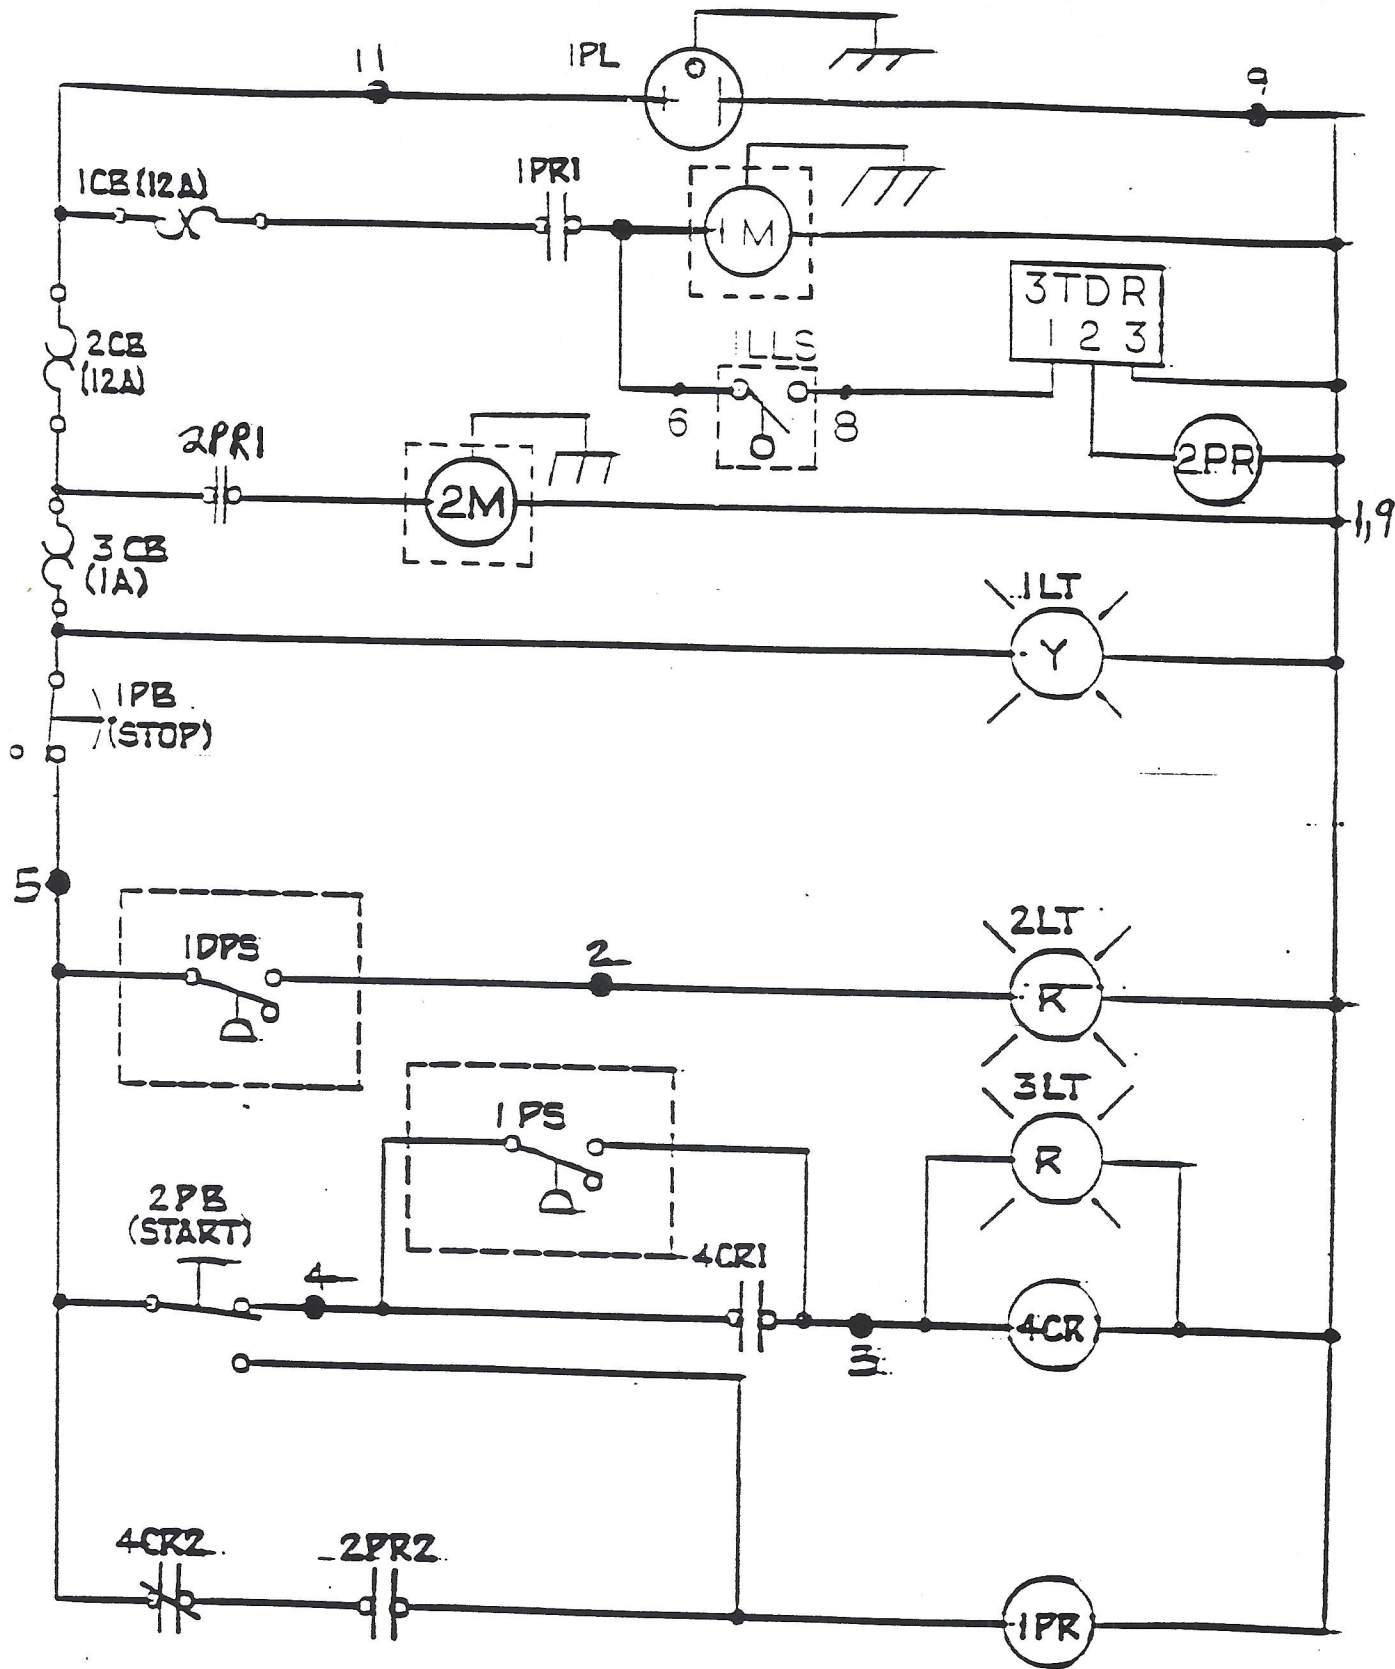 11
1PL
9
1CB (12A)
1PR1
1M
3TDR
1 2 3
2CB
(12A)
1LLS
6
8
2PR1
2PR
2M
1,9
3CB
(1A)
1LT
Y
1PB
(STOP)
5
1DPS
2
2LT
R
3LT
1PS
R
2PB
(START)
4
4CR1
4CR
3
4CR2
2PR2
1PR